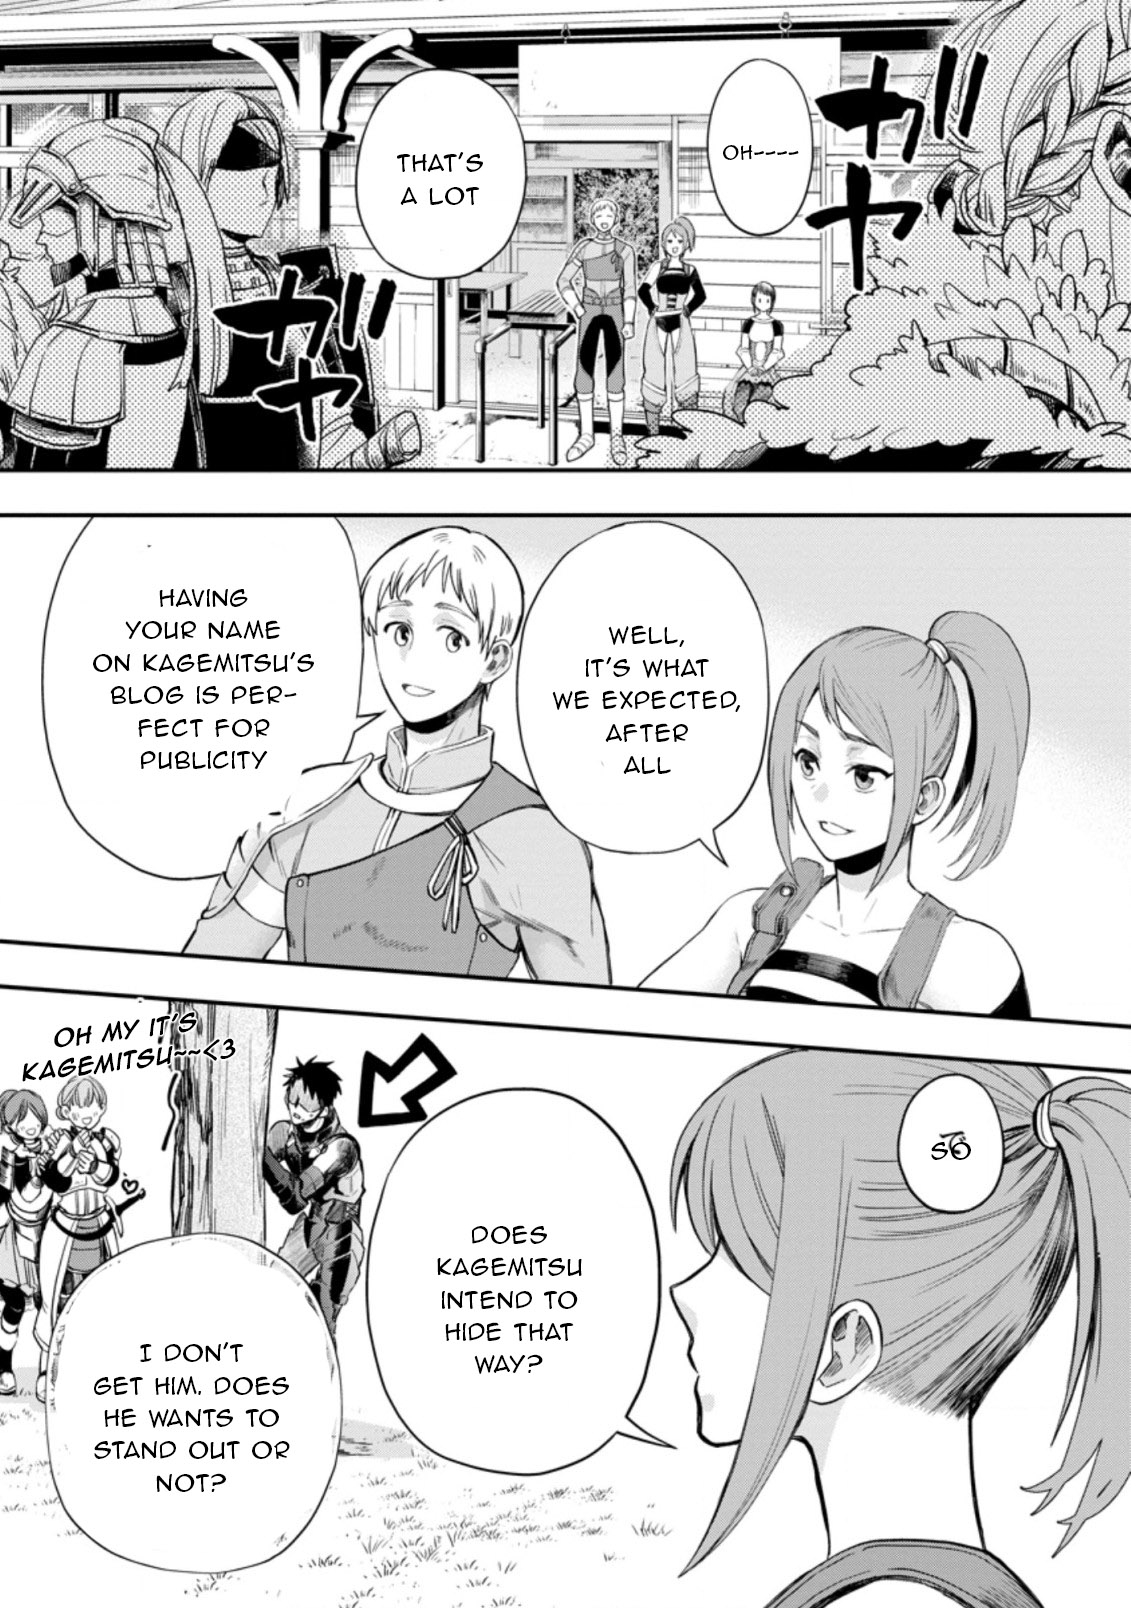 OH----
ガヤ
THAT'S
A LOT
ガヤ
WELL,
IT'S WHAT
WE EXPECTED,
AFTER
ALL
HAVING
YOUR NAME
ON KAGEMITSU'S
BLOG IS PER-
FECT FOR
PUBLICITY
SO
DOES
KAGEMITSU
INTEND TO
HIDE THAT
WAY?
OH MY IT'S
KAGEMITSU~~<3
I DON'T
GET HIM. DOES
HE WANTS TO
STAND OUT OR
NOT?